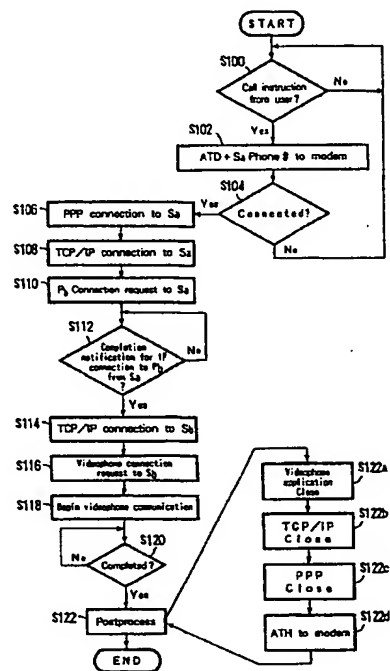 START
S100
Call instruction
from user?
No
Yes
S102
ATD + Sa Phone # to modem
S104
Connected?
Yes
No
S106
PPP connection to Sa
S108
TCP/IP connection to Sa
S110
Pb Connection request to Sa
S112
Completion
notification for IP
connection to Pb
from Sa
?
No
Yes
S114
TCP/IP connection to Sb
S116
Videophone connection
request to Sb
S118
Begin videophone communication
S120
Completed?
No
Yes
S122
Postprocess
END
S122a
Videophone
application
Close
S122b
TCP/IP
Close
S122c
PPP
Close
S122d
ATH to modem